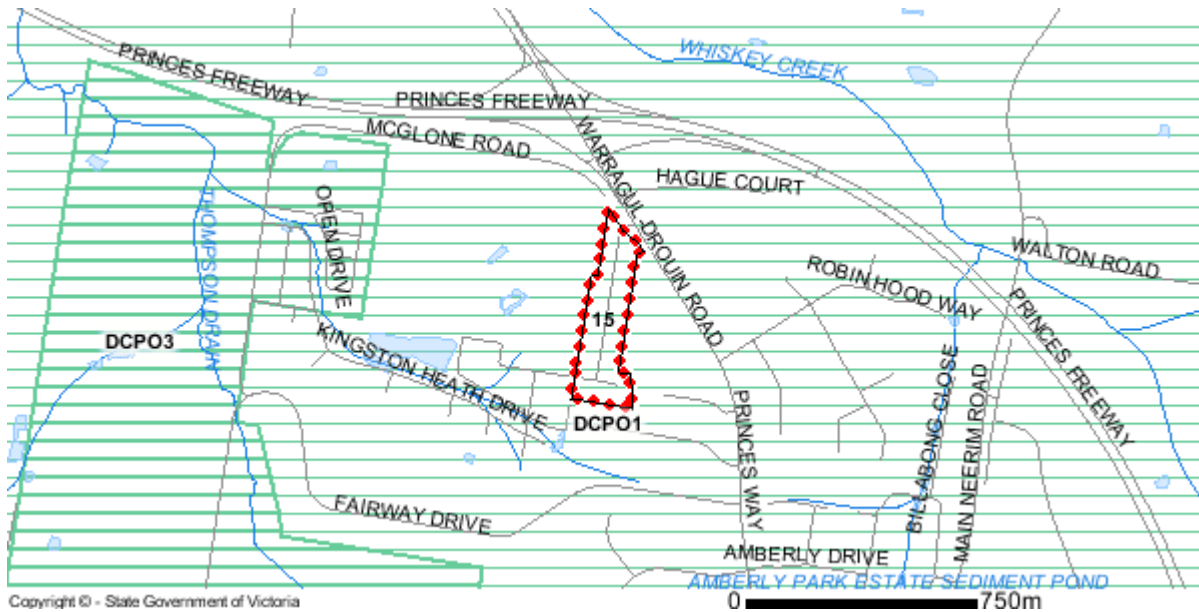 WHISKEY CREEK
PRINCES FREEWAY
PRINCES FREEWAY
MCGLONE ROAD
WARRAGUL-DROUIN ROAD
HAGUE COURT
THOMPSON DRAIN
OPEN DRIVE
WALTON ROAD
ROBIN HOOD WAY
PRINCES FREEWAY
15
DCPO3
KINGSTON HEATH DRIVE
BILLABONG CLOSE
MAIN NEERIM ROAD
PRINCES WAY
DCPO1
FAIRWAY DRIVE
AMBERLY DRIVE
AMBERLY PARK ESTATE SEDIMENT POND
Copyright © - State Government of Victoria
0 750m